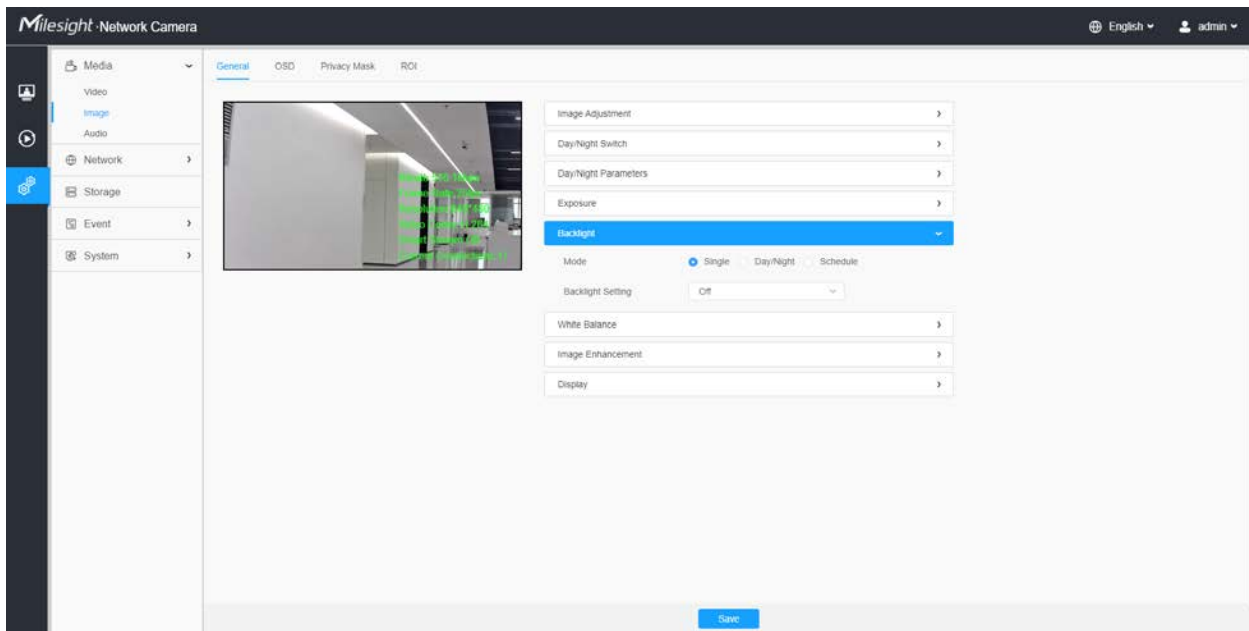 Milesight · Network Camera
English
admin
Media
Video
Image
Audio
Network
Storage
Event
System
General OSD Privacy Mask ROI
Image Adjustment
Day/Night Switch
Day/Night Parameters
Exposure
Backlight
Mode Single Day/Night Schedule
Backlight Setting Off
White Balance
Image Enhancement
Display
Save